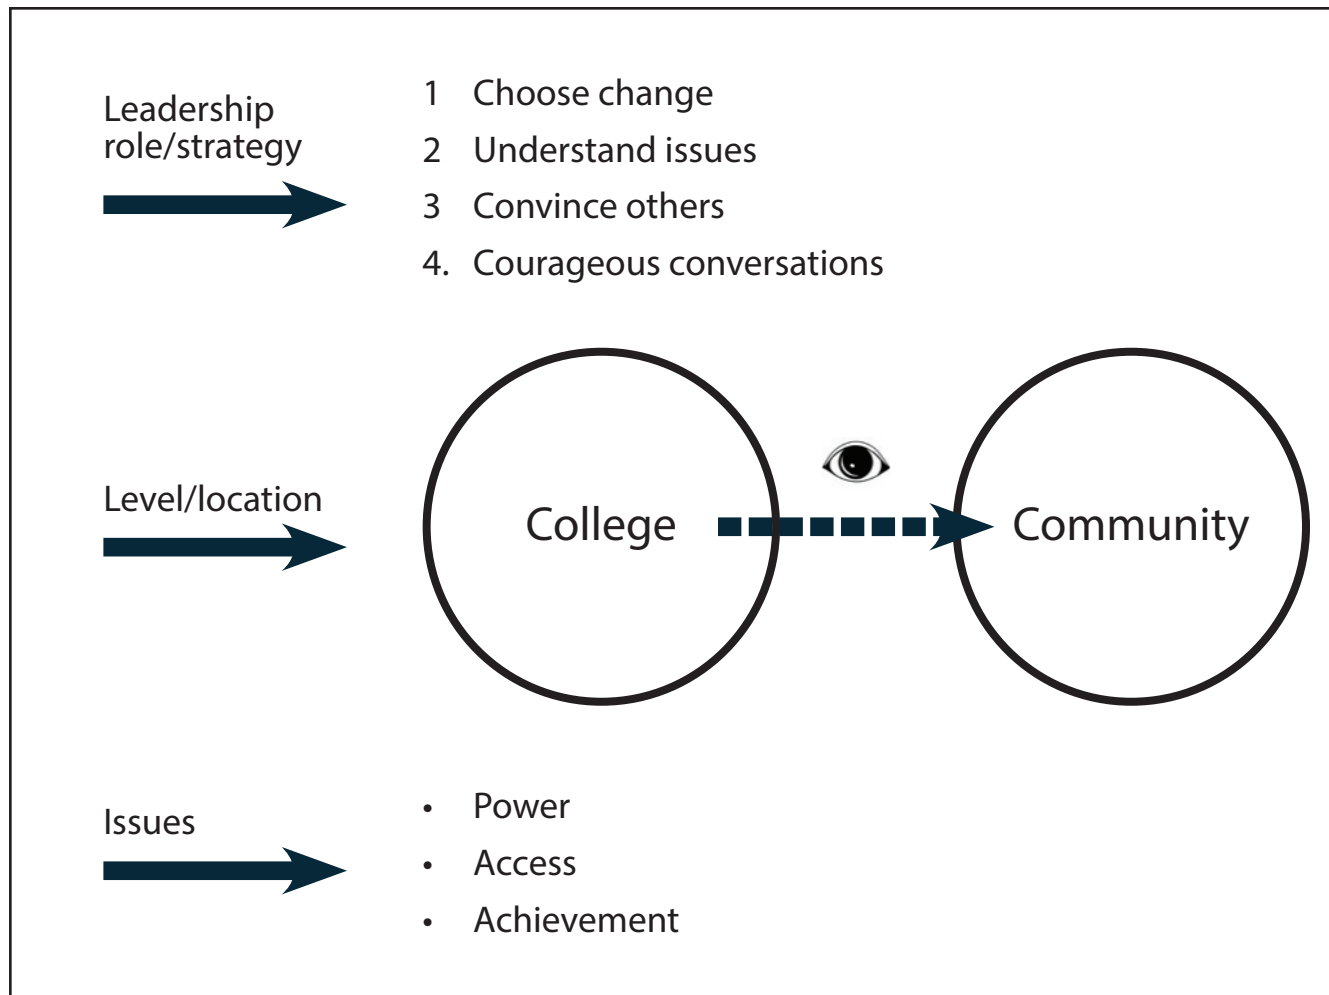 Leadership
role/strategy
1 Choose change
2 Understand issues
3 Convince others
4. Courageous conversations
Level/location
College
Community
Issues
• Power
• Access
• Achievement